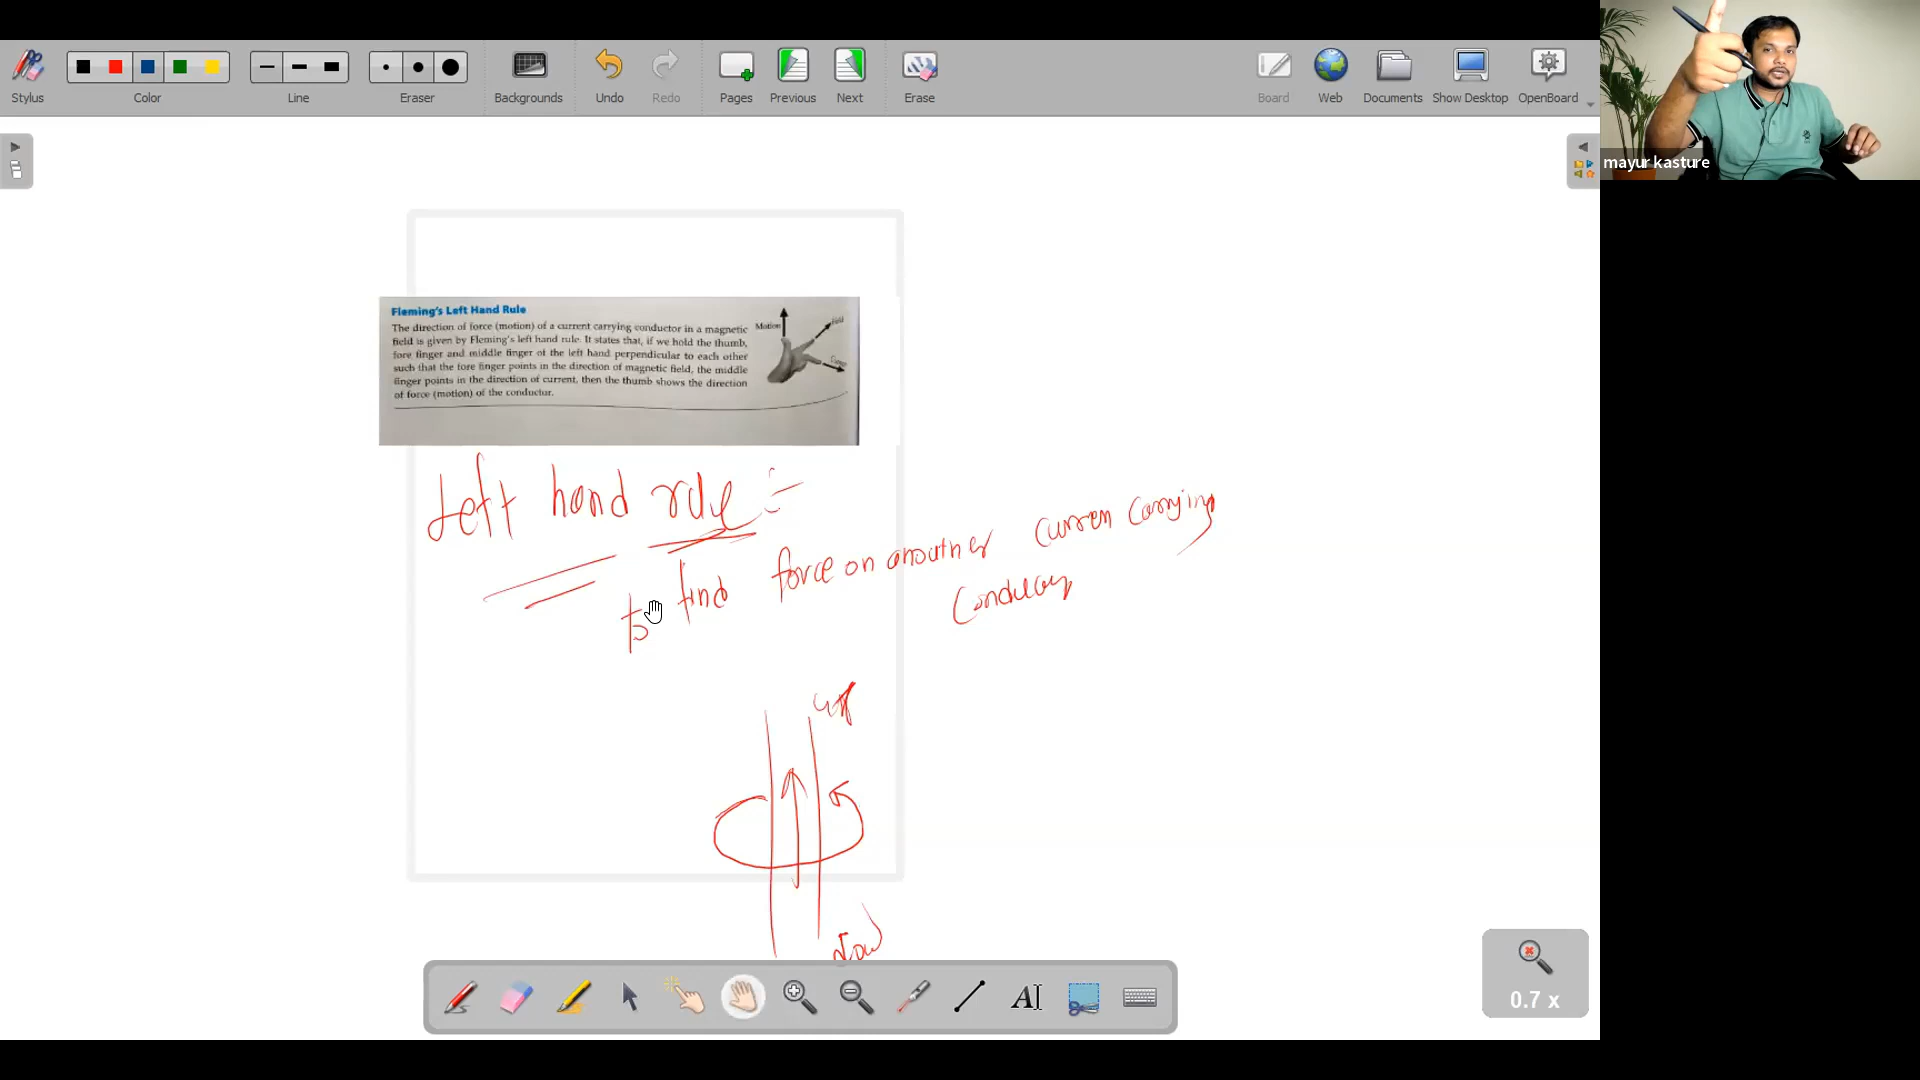 Stylus
Color
Line
Eraser
Backgrounds
Undo
Redo
Pages
Previous
Next
Erase
Board
Web
Documents
Show Desktop
OpenBoard
mayur kasture
Fleming's Left Hand Rule
The direction of force (motion) of a current carrying conductor in a magnetic
field is given by Fleming's left hand rule. It states that, if we hold the thumb,
fore finger and middle finger of the left hand perpendicular to each other
such that the fore finger points in the direction of magnetic field, the middle
finger points in the direction of current, then the thumb shows the direction
of force (motion) of the conductor.
Motion
Field
Left hand rule :-
to find force on another curren carrying
0.7 x